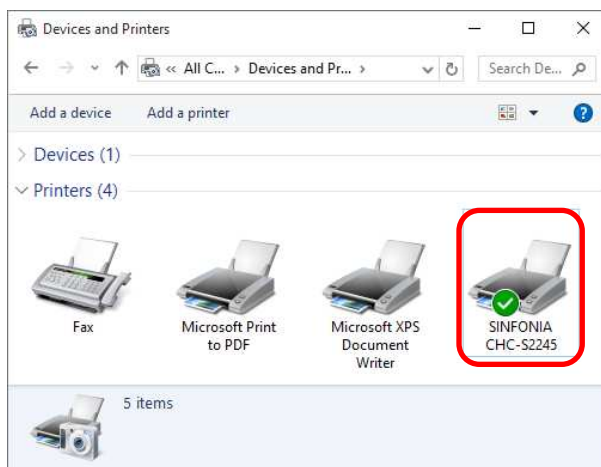 Devices and Printers
« All C... › Devices and Pr... ›
Search De...
Add a device Add a printer
Devices (1)
Printers (4)
Fax
Microsoft Print
to PDF
Microsoft XPS
Document
Writer
SINFONIA
CHC-S2245
5 items